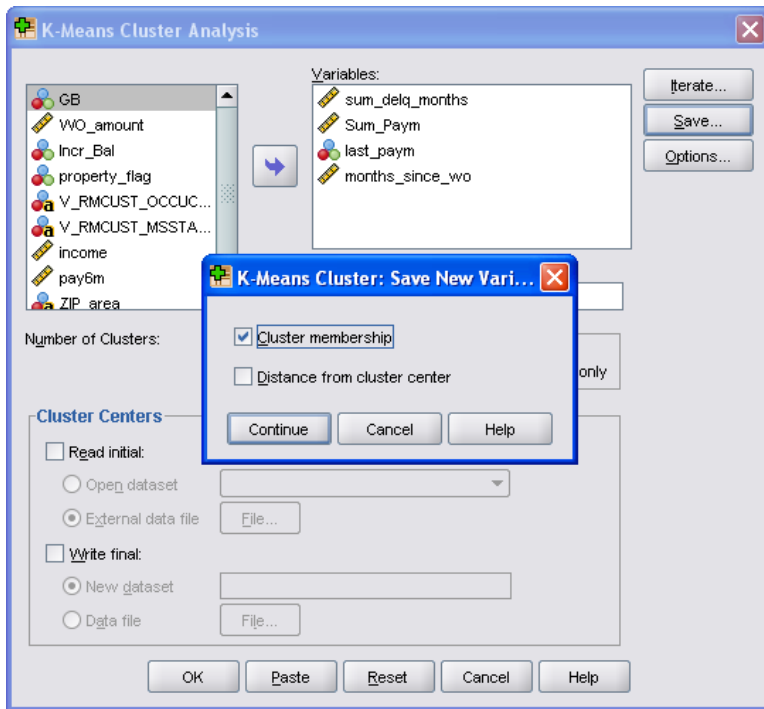 K-Means Cluster Analysis
GB
WO_amount
Incr_Bal
property_flag
V_RMCUST_OCCUC...
V_RMCUST_MSSTA...
income
pay6m
ZIP_area
Variables:
sum_delq_months
Sum_Paym
last_paym
months_since_wo
Iterate...
Save...
Options...
K-Means Cluster: Save New Vari...
Cluster membership
Distance from cluster center
Continue
Cancel
Help
Number of Clusters:
only
Cluster Centers
Read initial:
Open dataset
External data file
File...
Write final:
New dataset
Data file
File...
OK
Paste
Reset
Cancel
Help